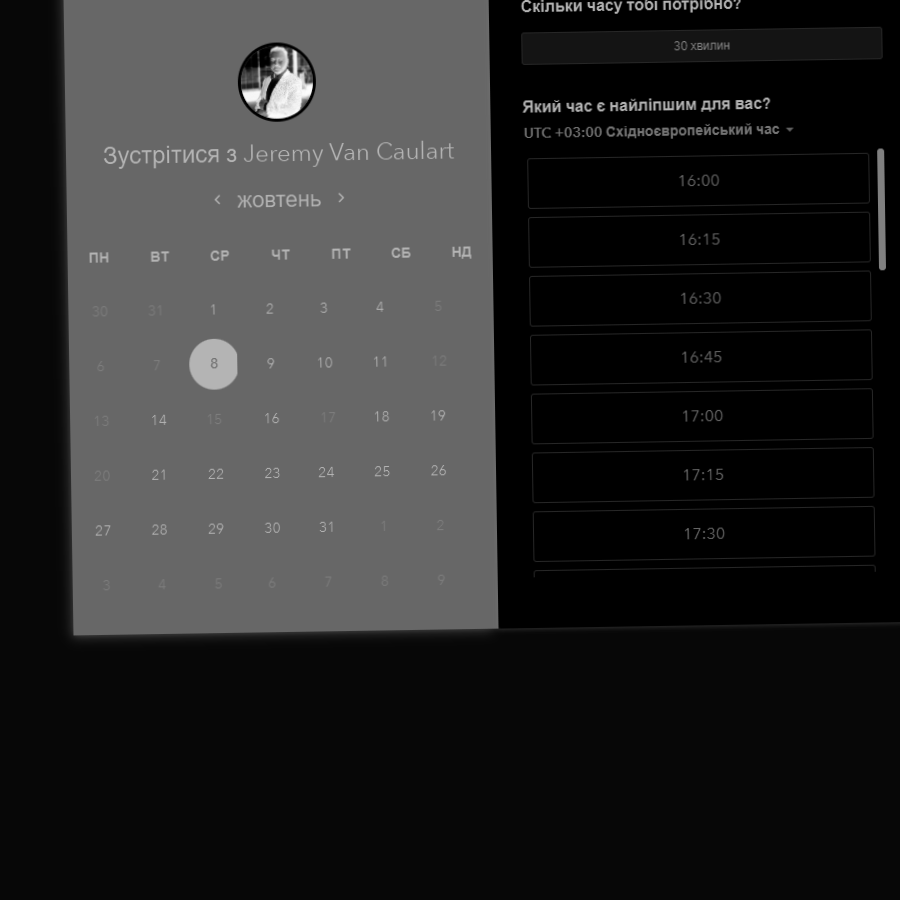 Зустрітися з Jeremy Van Caulart
жовтень
ПН ВТ СР ЧТ ПТ СБ НД
30 31 1 2 3 4 5
6 7 8 9 10 11 12
13 14 15 16 17 18 19
20 21 22 23 24 25 26
27 28 29 30 31 1 2
3 4 5 6 7 8 9
Скільки часу тобі потрібно?
30 хвилин
Який час є найліпшим для вас?
UTC +03:00 Східноєвропейський час
16:00
16:15
16:30
16:45
17:00
17:15
17:30